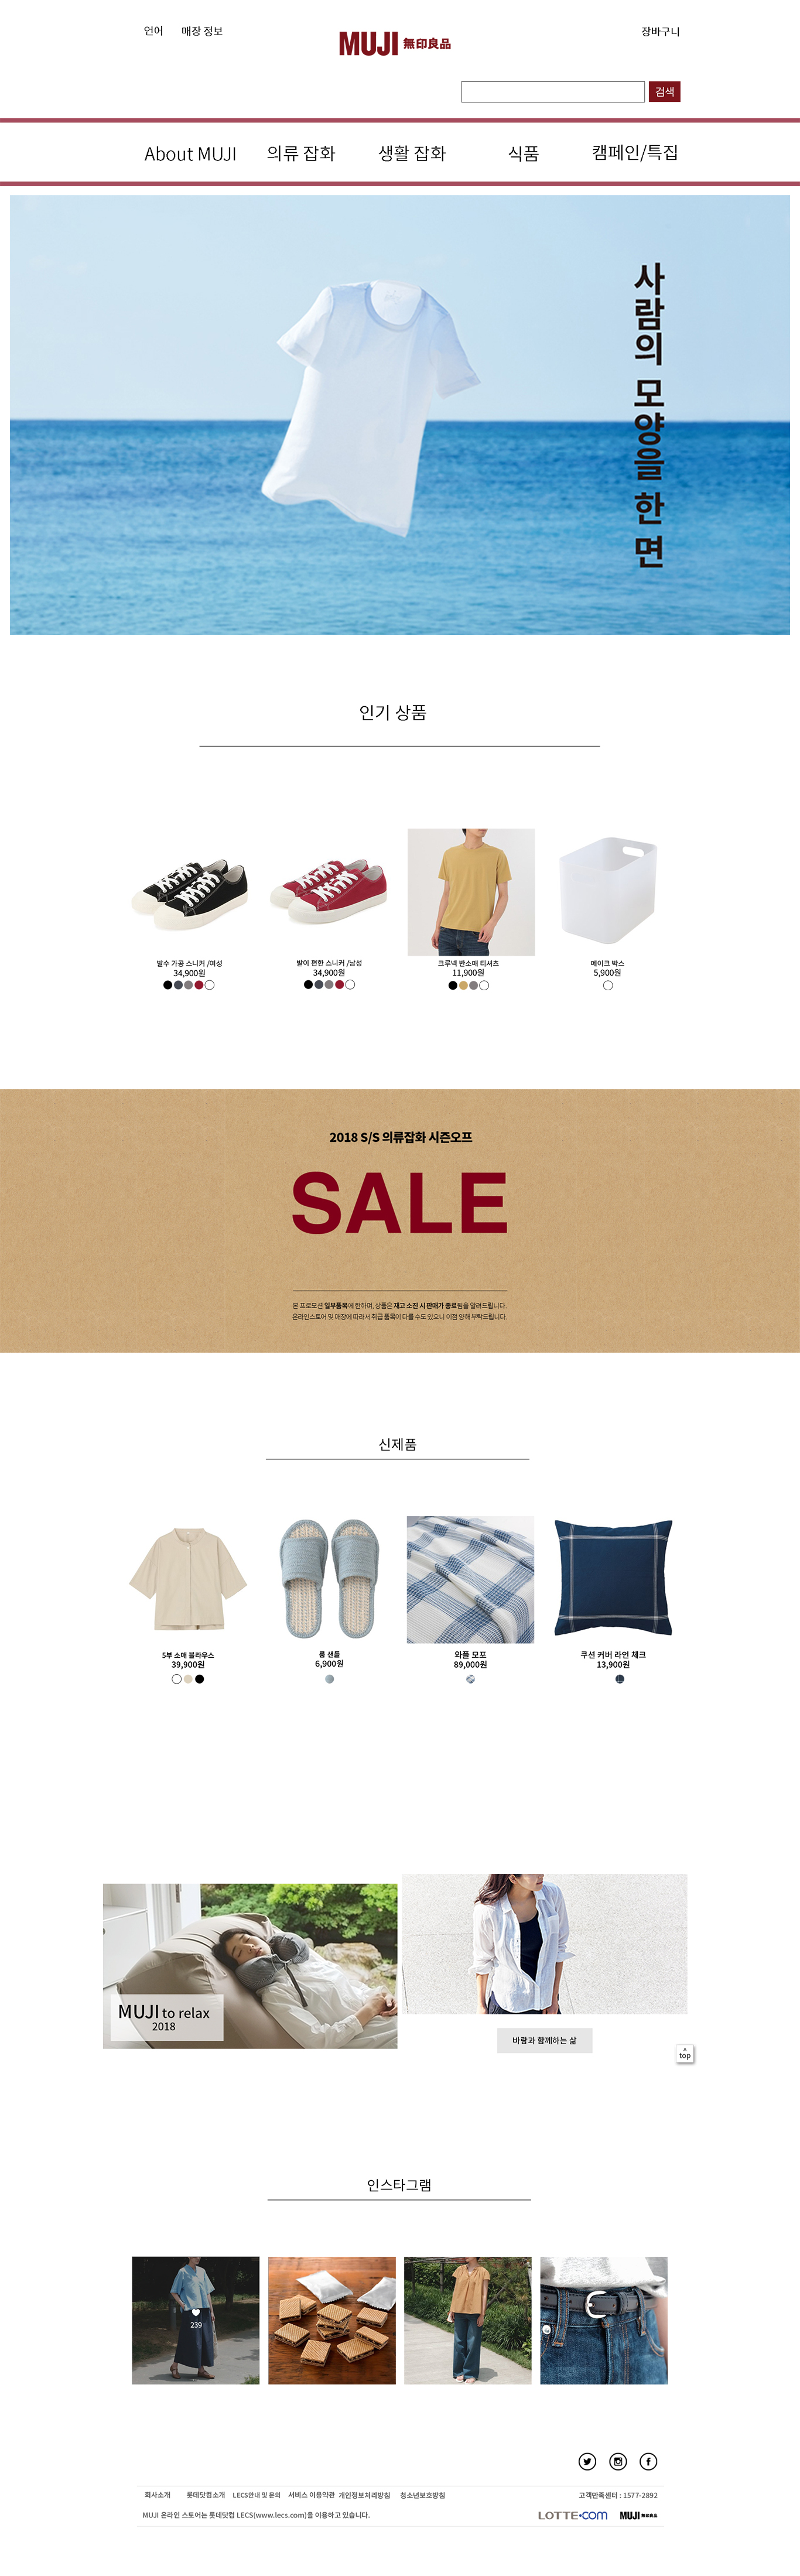 언어 매장 정보
MUJI 無印良品
장바구니
검색
About MUJI 의류 잡화 생활 잡화 식품 캠페인/특집
사람의 모양을 한 면
인기 상품
발수 가공 스니커 /여성
34,900원
발이 편한 스니커 /남성
34,900원
크루넥 반소매 티셔츠
11,900원
메이크 박스
5,900원
2018 S/S 의류잡화 시즌오프
SALE
본 프로모션 일부품목에 한하며, 상품은 재고 소진 시 판매가 종료됨을 알려드립니다.
온라인스토어 및 매장에 따라서 취급 품목이 다를 수도 있으니 이점 양해 부탁드립니다.
신제품
5부 소매 블라우스
39,900원
룸 샌들
6,900원
와플 모포
89,000원
쿠션 커버 라인 체크
13,900원
MUJI to relax
2018
바람과 함께하는 삶
^
top
인스타그램
239
회사소개 롯데닷컴소개 LECS안내 및 문의 서비스 이용약관 개인정보처리방침 청소년보호방침
고객만족센터 : 1577-2892
MUJI 온라인 스토어는 롯데닷컴 LECS(www.lecs.com)을 이용하고 있습니다.
LOTTE.COM MUJI 無印良品